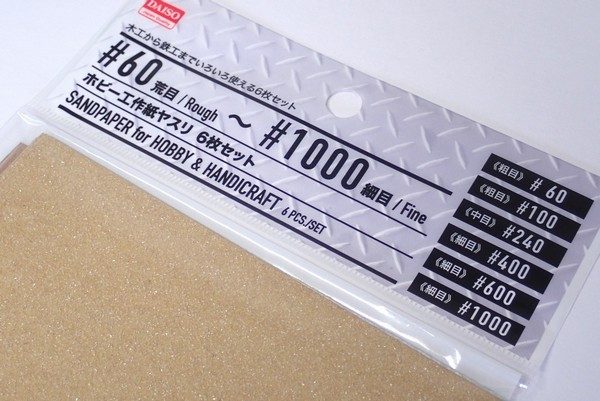 DAISO
木工から鉄工までいろいろ使える6枚セット
#60 荒目 / Rough ～ #1000 細目 / Fine
ホビー工作紙ヤスリ 6枚セット
SANDPAPER for HOBBY & HANDICRAFT 6 PCS./SET
《粗目》 # 60
《粗目》 #100
《中目》 #240
《細目》 #400
《細目》 #600
《細目》 #1000